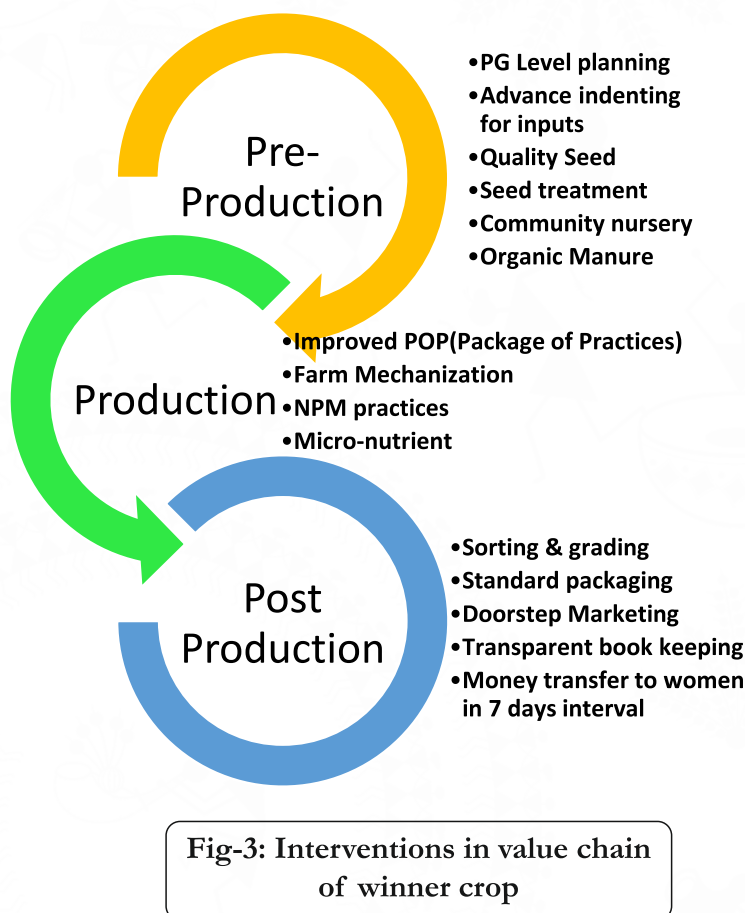 Pre-
Production
•PG Level planning
•Advance indenting
for inputs
•Quality Seed
•Seed treatment
•Community nursery
•Organic Manure
Production
•Improved POP(Package of Practices)
•Farm Mechanization
•NPM practices
•Micro-nutrient
Post
Production
•Sorting & grading
•Standard packaging
•Doorstep Marketing
•Transparent book keeping
•Money transfer to women
in 7 days interval
Fig-3: Interventions in value chain
of winner crop